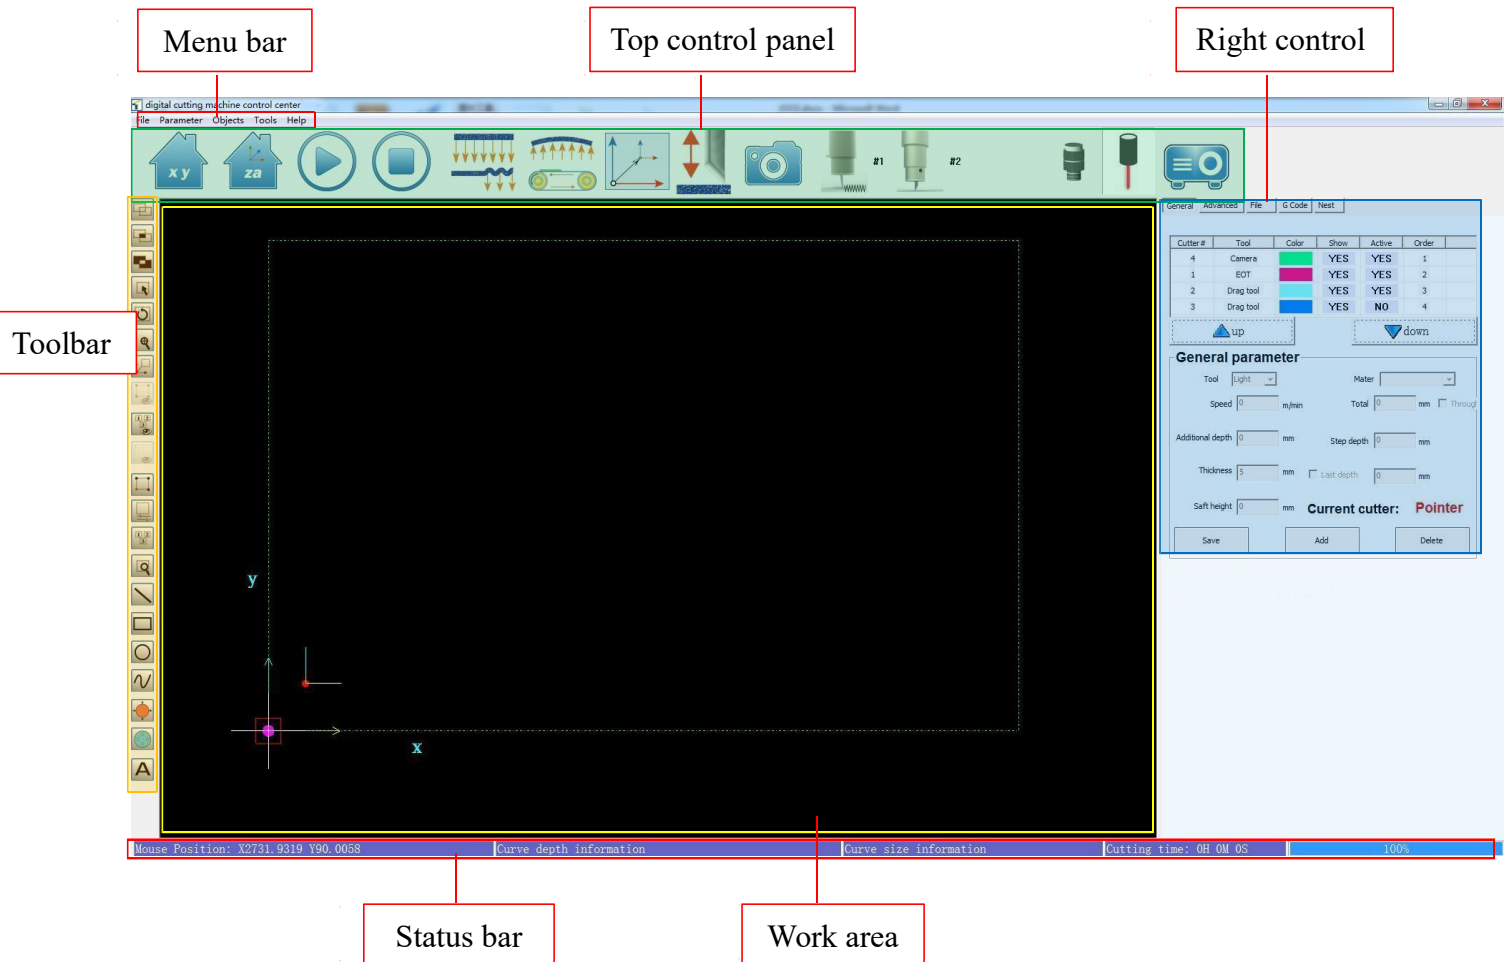 Menu bar
Top control panel
Right control
digital cutting machine control center
File Parameter Objects Tools Help
x y
za
#1
#2
General Advanced File G Code Nest
Cutter# Tool Color Show Active Order
4 Camera YES YES 1
1 EOT YES YES 2
2 Drag tool YES YES 3
3 Drag tool YES NO 4
up down
Toolbar
General parameter
Tool Light Mater
Speed 0 m/min Total 0 mm Throug
Additional depth 0 mm Step depth 0 mm
Thickness 5 mm Last depth 0 mm
Saft height 0 mm Current cutter: Pointer
Save Add Delete
y
x
A
Mouse Position: X2731.9319 Y90.0058 Curve depth information Curve size information Cutting time: 0H 0M 0S 100%
Status bar
Work area